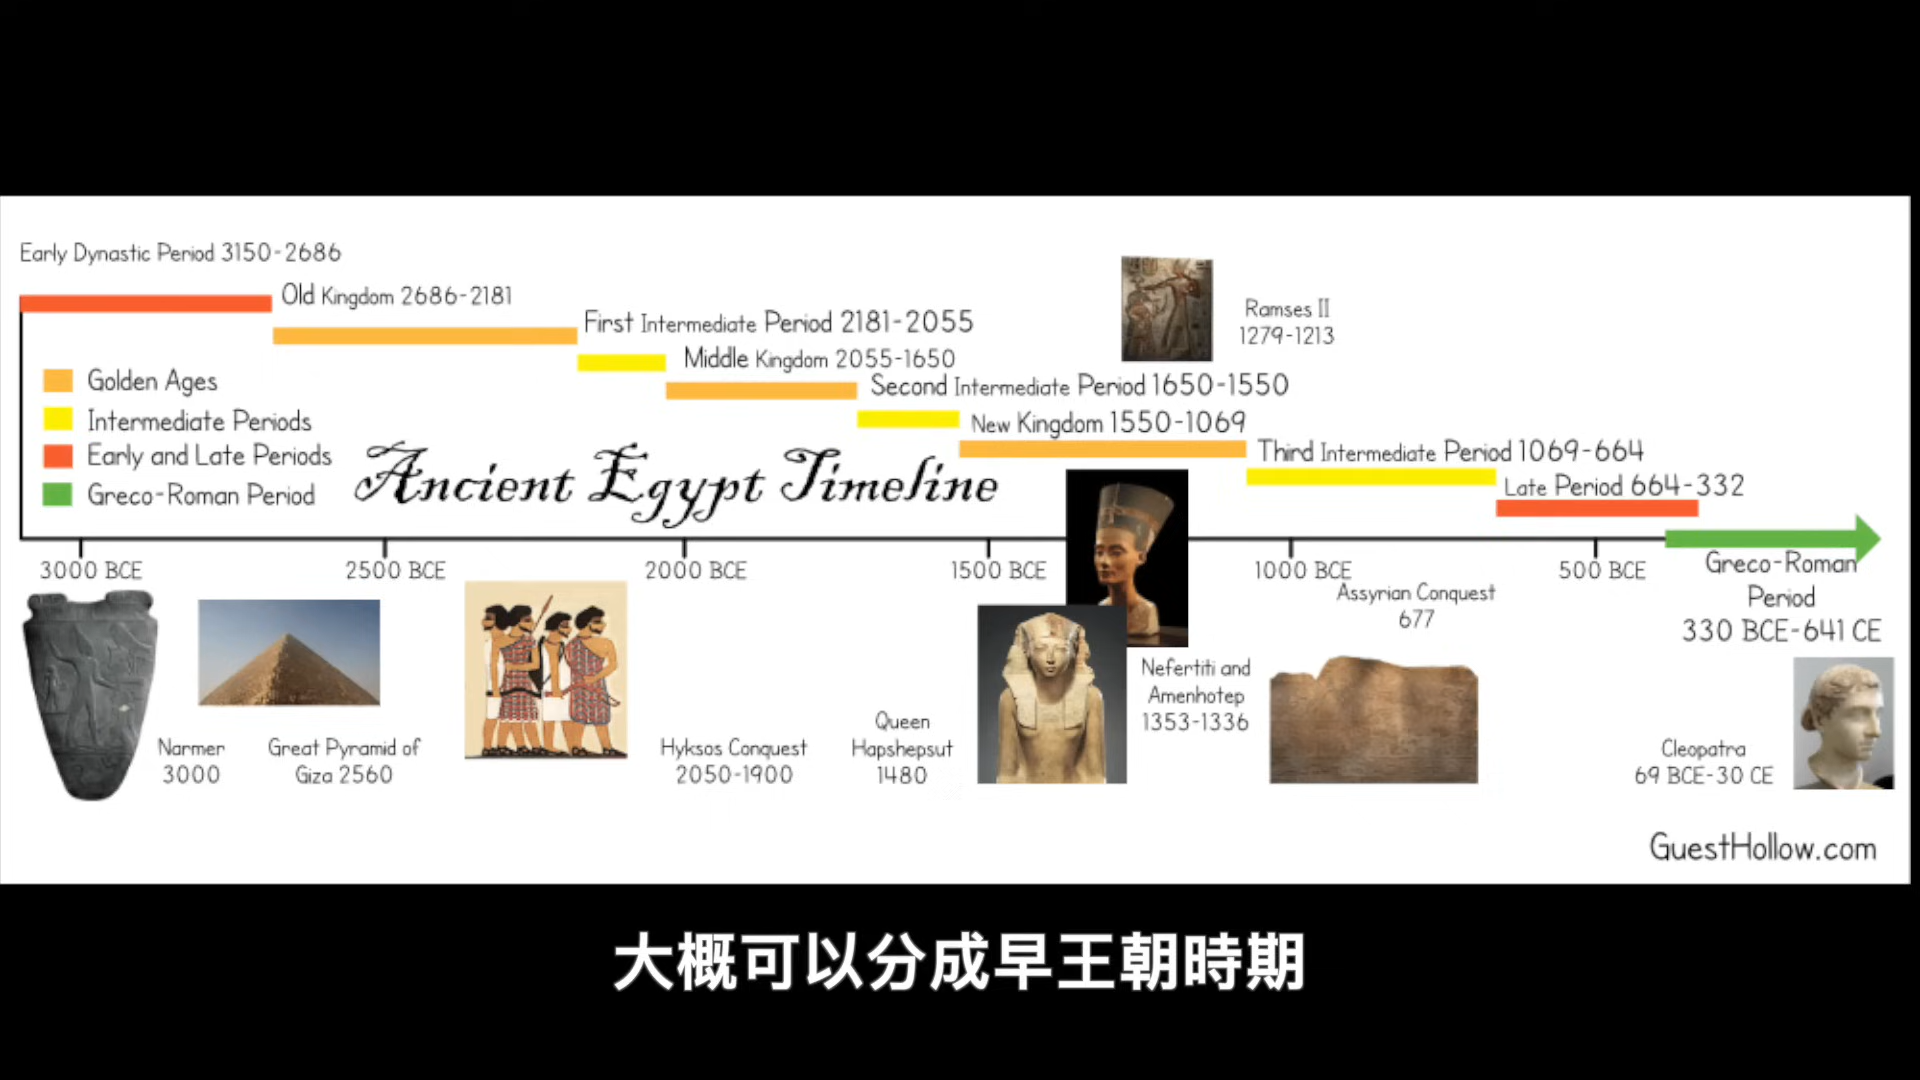 Early Dynastic Period 3150-2686
Old Kingdom 2686-2181
First Intermediate Period 2181-2055
Middle Kingdom 2055-1650
Second Intermediate Period 1650-1550
New Kingdom 1550-1069
Third Intermediate Period 1069-664
Late Period 664-332
Ramses II
1279-1213
Golden Ages
Intermediate Periods
Early and Late Periods
Greco-Roman Period
Ancient Egypt Timeline
3000 BCE
2500 BCE
2000 BCE
1500 BCE
1000 BCE
500 BCE
Greco-Roman
Period
330 BCE-641 CE
Assyrian Conquest
677
Narmer
3000
Great Pyramid of
Giza 2560
Hyksos Conquest
2050-1900
Queen
Hapshepsut
1480
Nefertiti and
Amenhotep
1353-1336
Cleopatra
69 BCE-30 CE
GuestHollow.com
大概可以分成早王朝時期